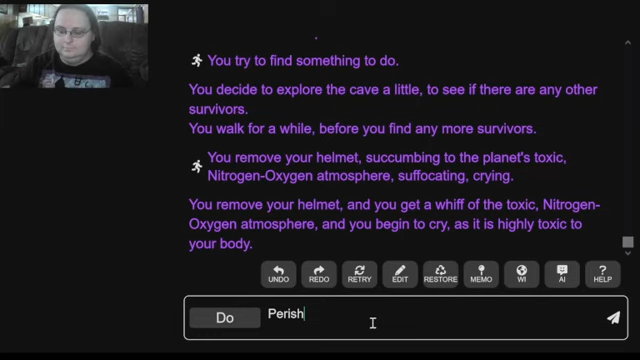 You try to find something to do.
You decide to explore the cave a little, to see if there are any other
survivors.
You walk for a while, before you find any more survivors.
You remove your helmet, succumbing to the planet's toxic,
Nitrogen-Oxygen atmosphere, suffocating, crying.
You remove your helmet, and you get a whiff of the toxic, Nitrogen-
Oxygen atmosphere, and you begin to cry, as it is highly toxic to
your body.
UNDO REDO RETRY EDIT RESTORE MEMO WI AI HELP
Do Perish